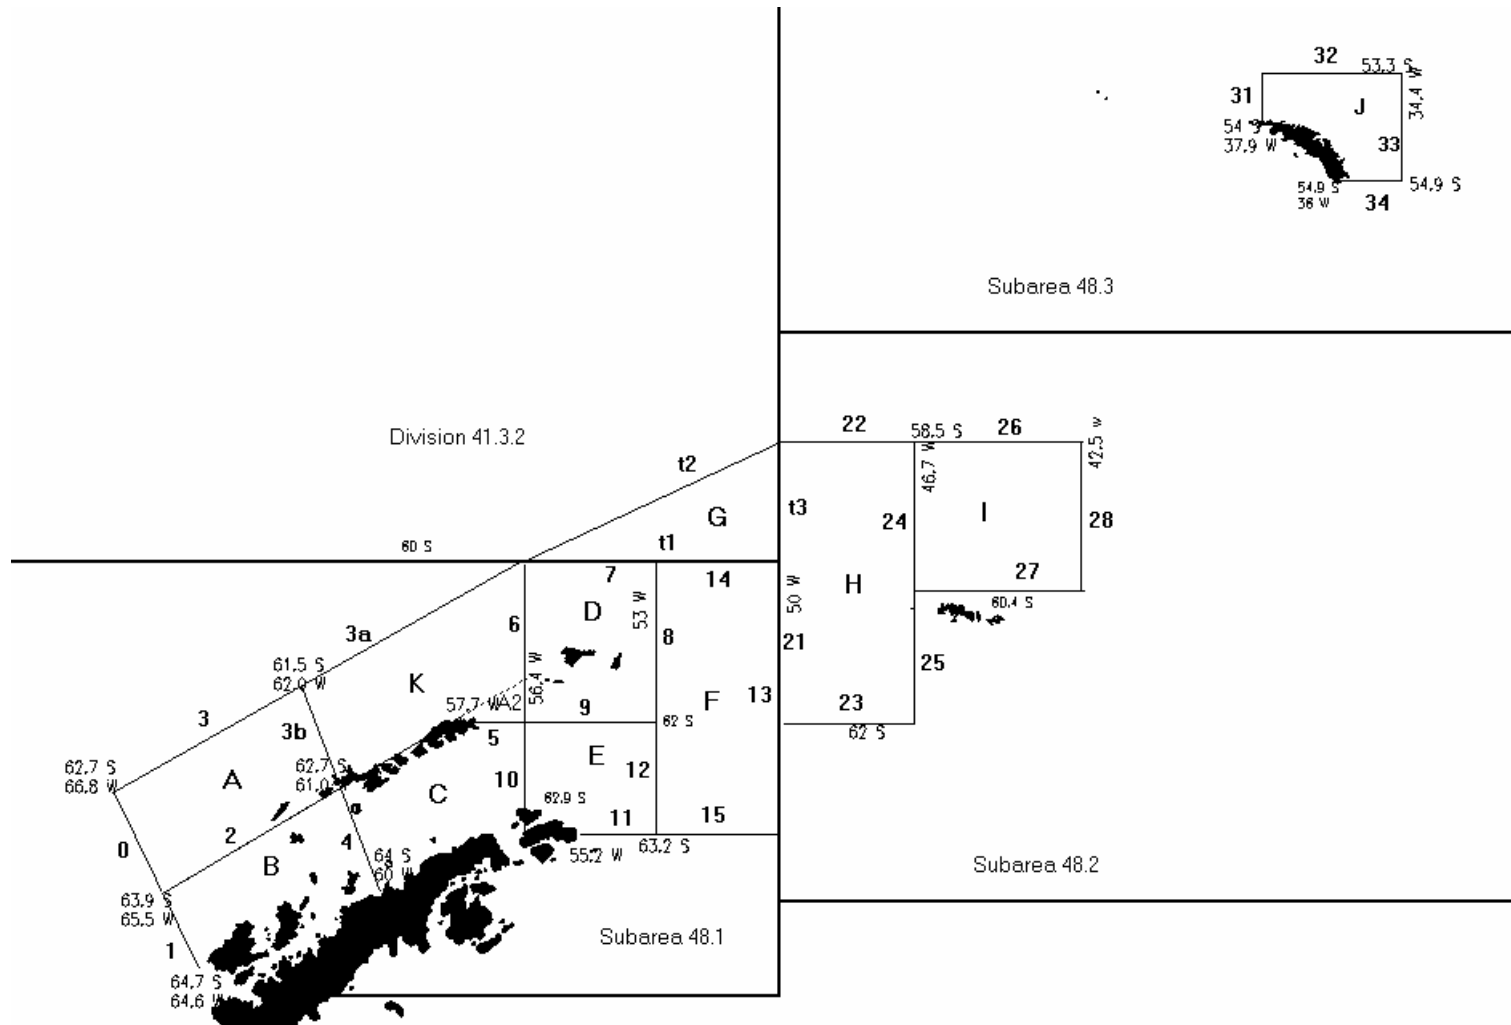 32
53.3 S
31
J
34.4 W
54 S
37.9 W
33
54.9 S
36 W
54.9 S
34
Subarea 48.3
Division 41.3.2
22
58.5 S
26
46.7 W
42.5 w
t2
t3
24
I
28
G
60 S
t1
7
14
27
60.4 S
H
50 W
D
53 W
6
8
21
25
3a
61.5 S
62.0 W
K
56.4 W
57.7 W
A2
9
F
13
62 S
23
62 S
3
3b
5
E
12
10
62.7 S
66.8 W
A
62.7 S
61.0
C
62.9 S
11
15
63.2 S
55.2 W
2
4
0
B
64 S
60 W
63.9 S
65.5 W
1
64.7 S
64.6 W
Subarea 48.1
Subarea 48.2